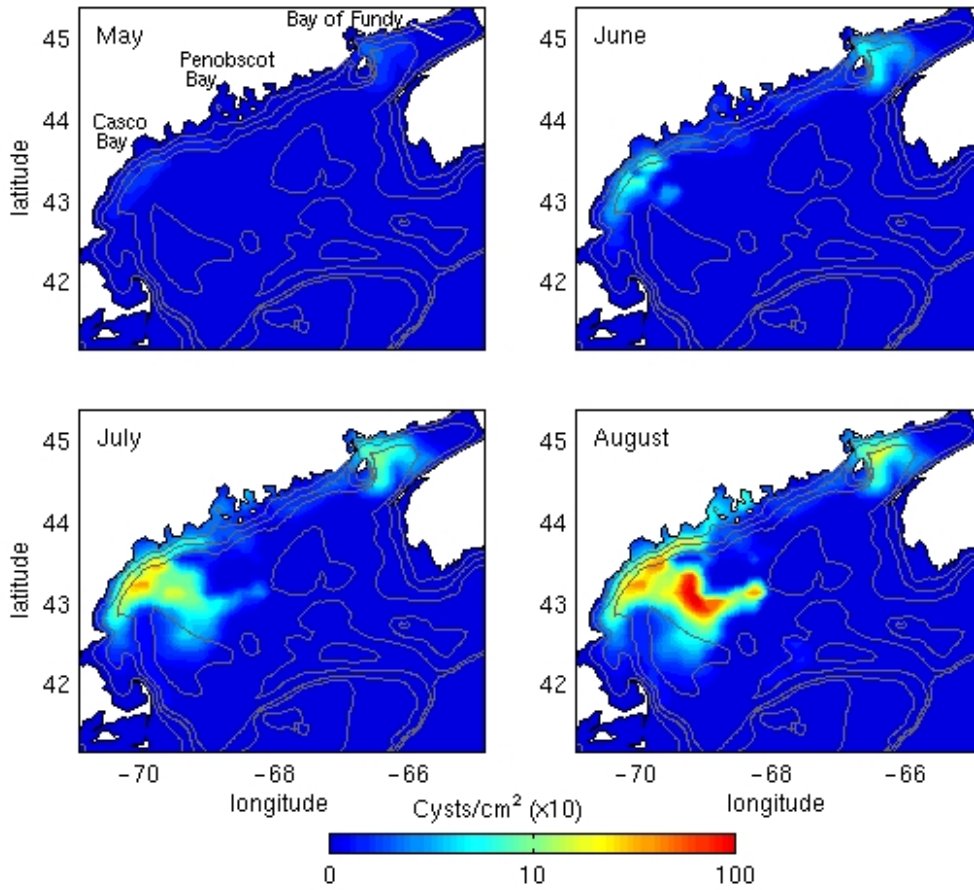 45
May
Bay of Fundy
Penobscot
Bay
44
Casco
Bay
43
42
latitude
45
June
44
43
42
45
July
44
43
42
latitude
-70
-68
-66
longitude
45
August
44
43
42
-70
-68
-66
longitude
Cysts/cm² (x10)
0
10
100